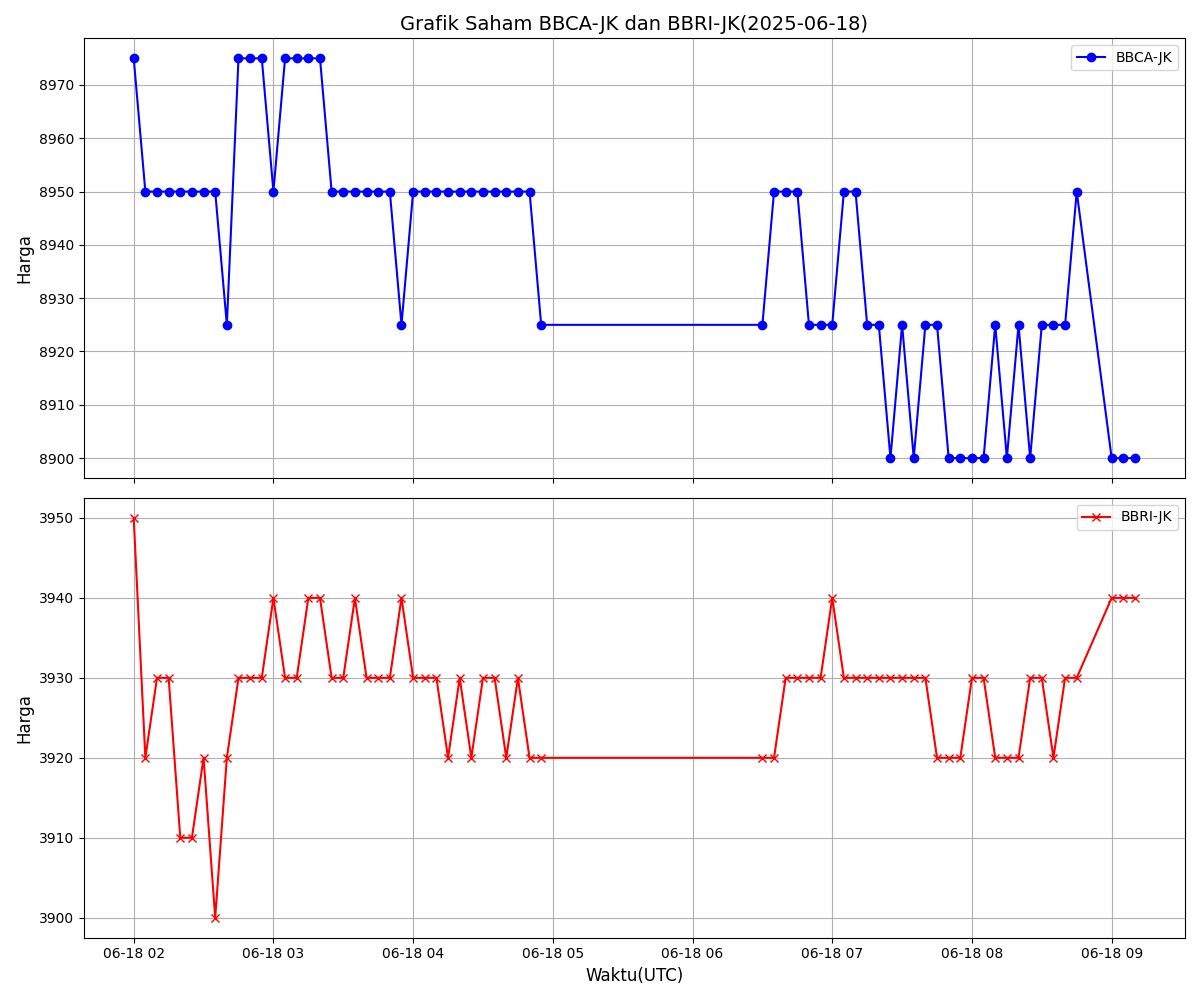 Grafik Saham BBCA-JK dan BBRI-JK(2025-06-18)
BBCA-JK
8970
8960
8950
8940
8930
8920
8910
8900
Harga
BBRI-JK
3950
3940
3930
3920
3910
3900
Harga
06-18 02 06-18 03 06-18 04 06-18 05 06-18 06 06-18 07 06-18 08 06-18 09
Waktu(UTC)